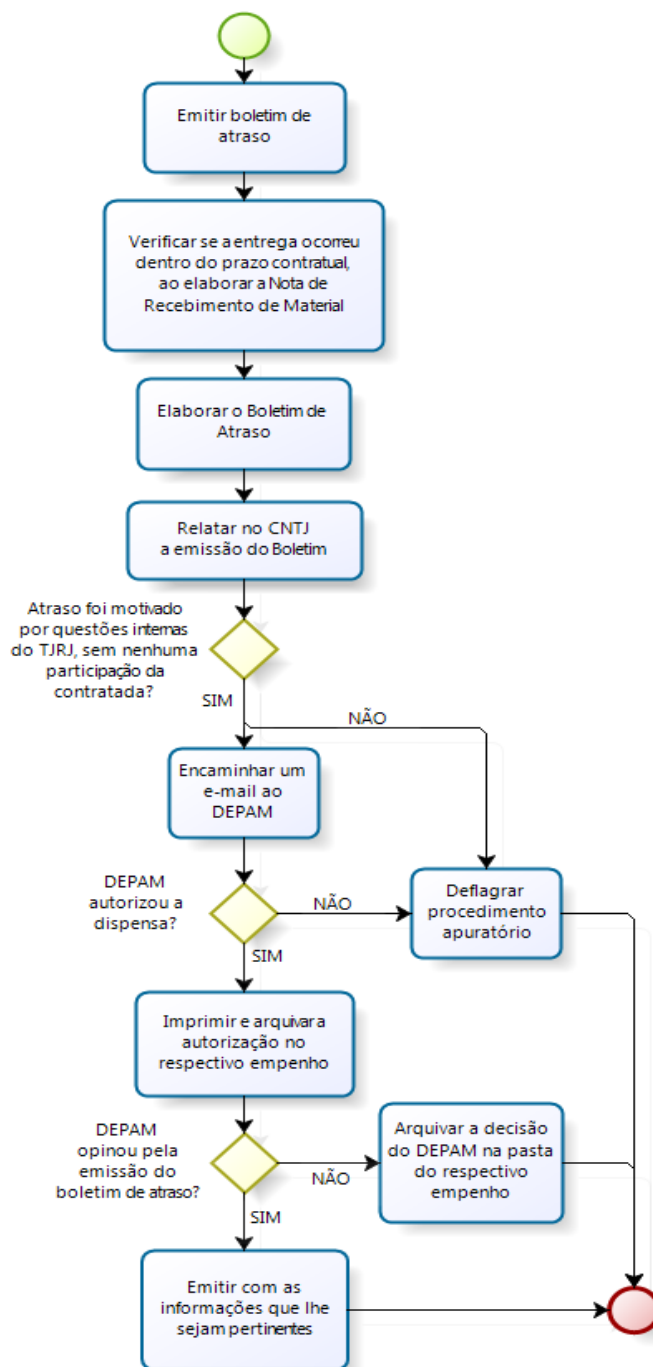 Emitir boletim de
atraso
Verificar se a entrega ocorreu
dentro do prazo contratual,
ao elaborar a Nota de
Recebimento de Material
Elaborar o Boletim de
Atraso
Relatar no CNTJ
a emissão do Boletim
Atraso foi motivado
por questões internas
do TJRJ, sem nenhuma
participação da
contratada?
SIM
NÃO
Encaminhar um
e-mail ao
DEPAM
DEPAM
autorizou a
dispensa?
NÃO
Deflagrar
procedimento
apuratório
SIM
Imprimir e arquivar a
autorização no
respectivo empenho
DEPAM
opinou pela
emissão do
boletim de atraso?
NÃO
Arquivar a decisão
do DEPAM na pasta
do respectivo
empenho
SIM
Emitir com as
informações que lhe
sejam pertinentes